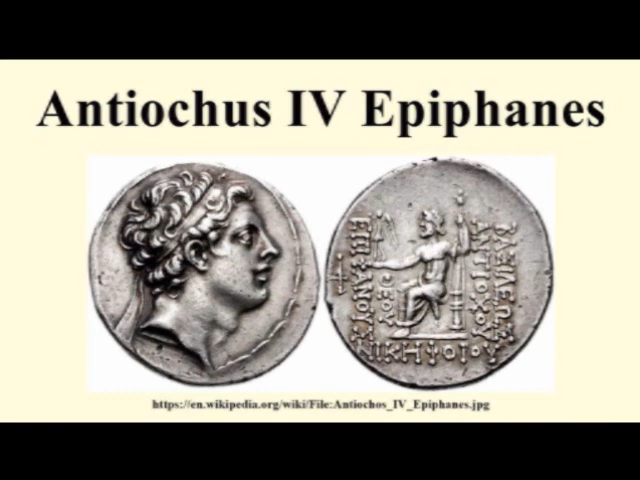 Antiochus IV Epiphanes
ΒΑΣΙΛΕΩΣ
ΑΝΤΙΟΧΟΥ
ΘΕΟΥ
ΕΠΙΦΑΝΟΥΣ
ΝΙΚΗΦΟΡΟΥ
https://en.wikipedia.org/wiki/File:Antiochos_IV_Epiphanes.jpg